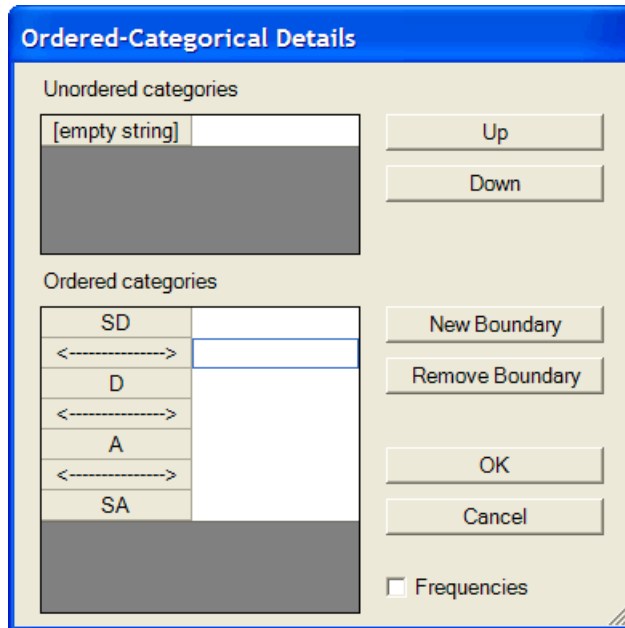 Ordered-Categorical Details
Unordered categories
[empty string]
Up
Down
Ordered categories
SD
<--------------->
D
<--------------->
A
<--------------->
SA
New Boundary
Remove Boundary
OK
Cancel
Frequencies